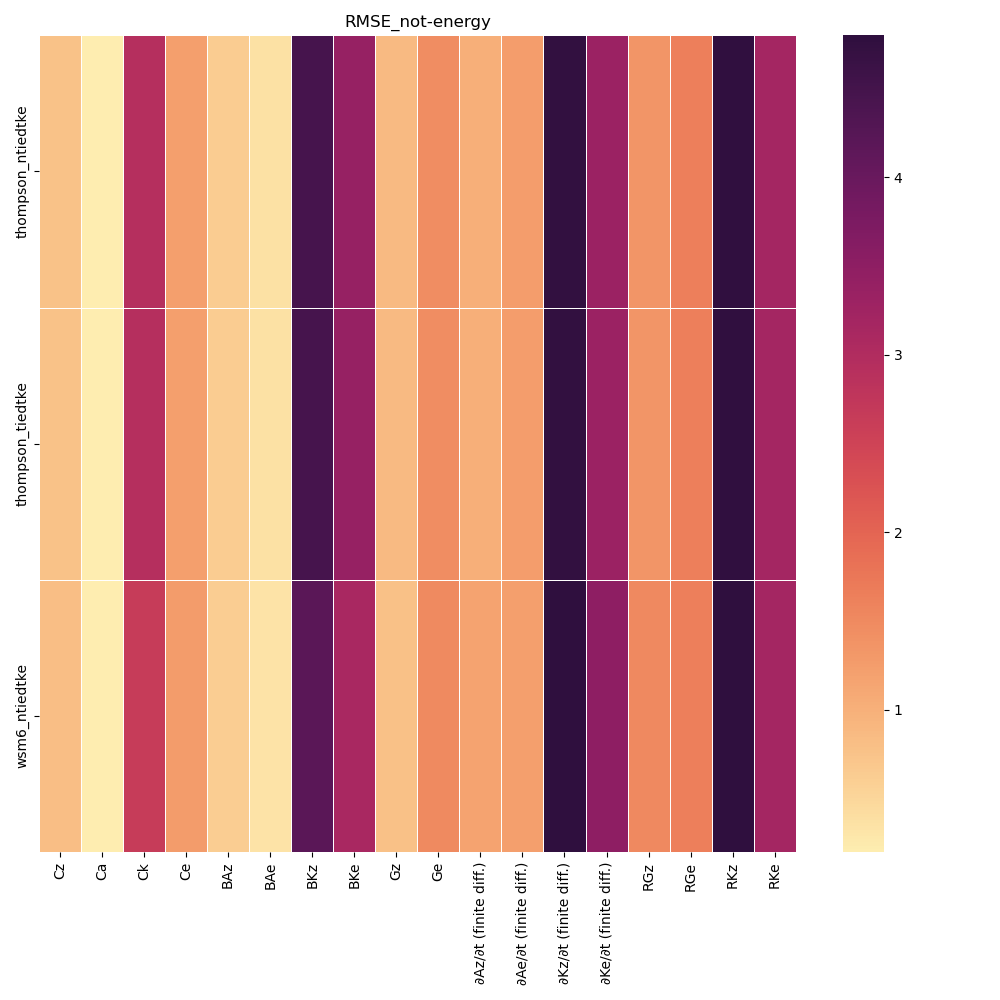 RMSE_not-energy
thompson_ntiedtke
thompson_tiedtke
wsm6_ntiedtke
Cz
Ca
Ck
Ce
BAz
BAe
BKz
BKe
Gz
Ge
∂Az/∂t (finite diff.)
∂Ae/∂t (finite diff.)
∂Kz/∂t (finite diff.)
∂Ke/∂t (finite diff.)
RGz
RGe
RKz
RKe
4
3
2
1